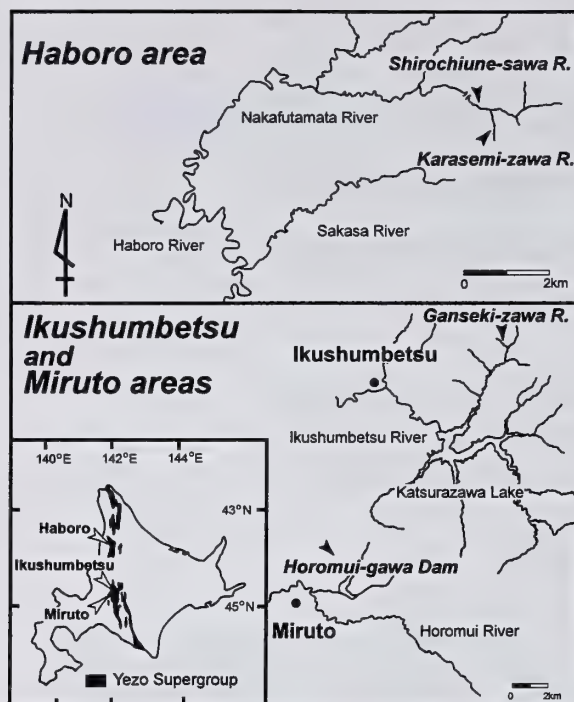 Haboro area
Shirochiune-sawa R.
Nakafutamata River
Karasemi-zawa R.
N
Haboro River
Sakasa River
0 2km
Ikushumbetsu
and
Miruto areas
Ganseki-zawa R.
Ikushumbetsu
Ikushumbetsu River
Katsurazawa Lake
140°E 142°E 144°E
43°N
Haboro
Ikushumbetsu
Miruto
45°N
Yezo Supergroup
Horomui-gawa Dam
Miruto
Horomui River
0 2km